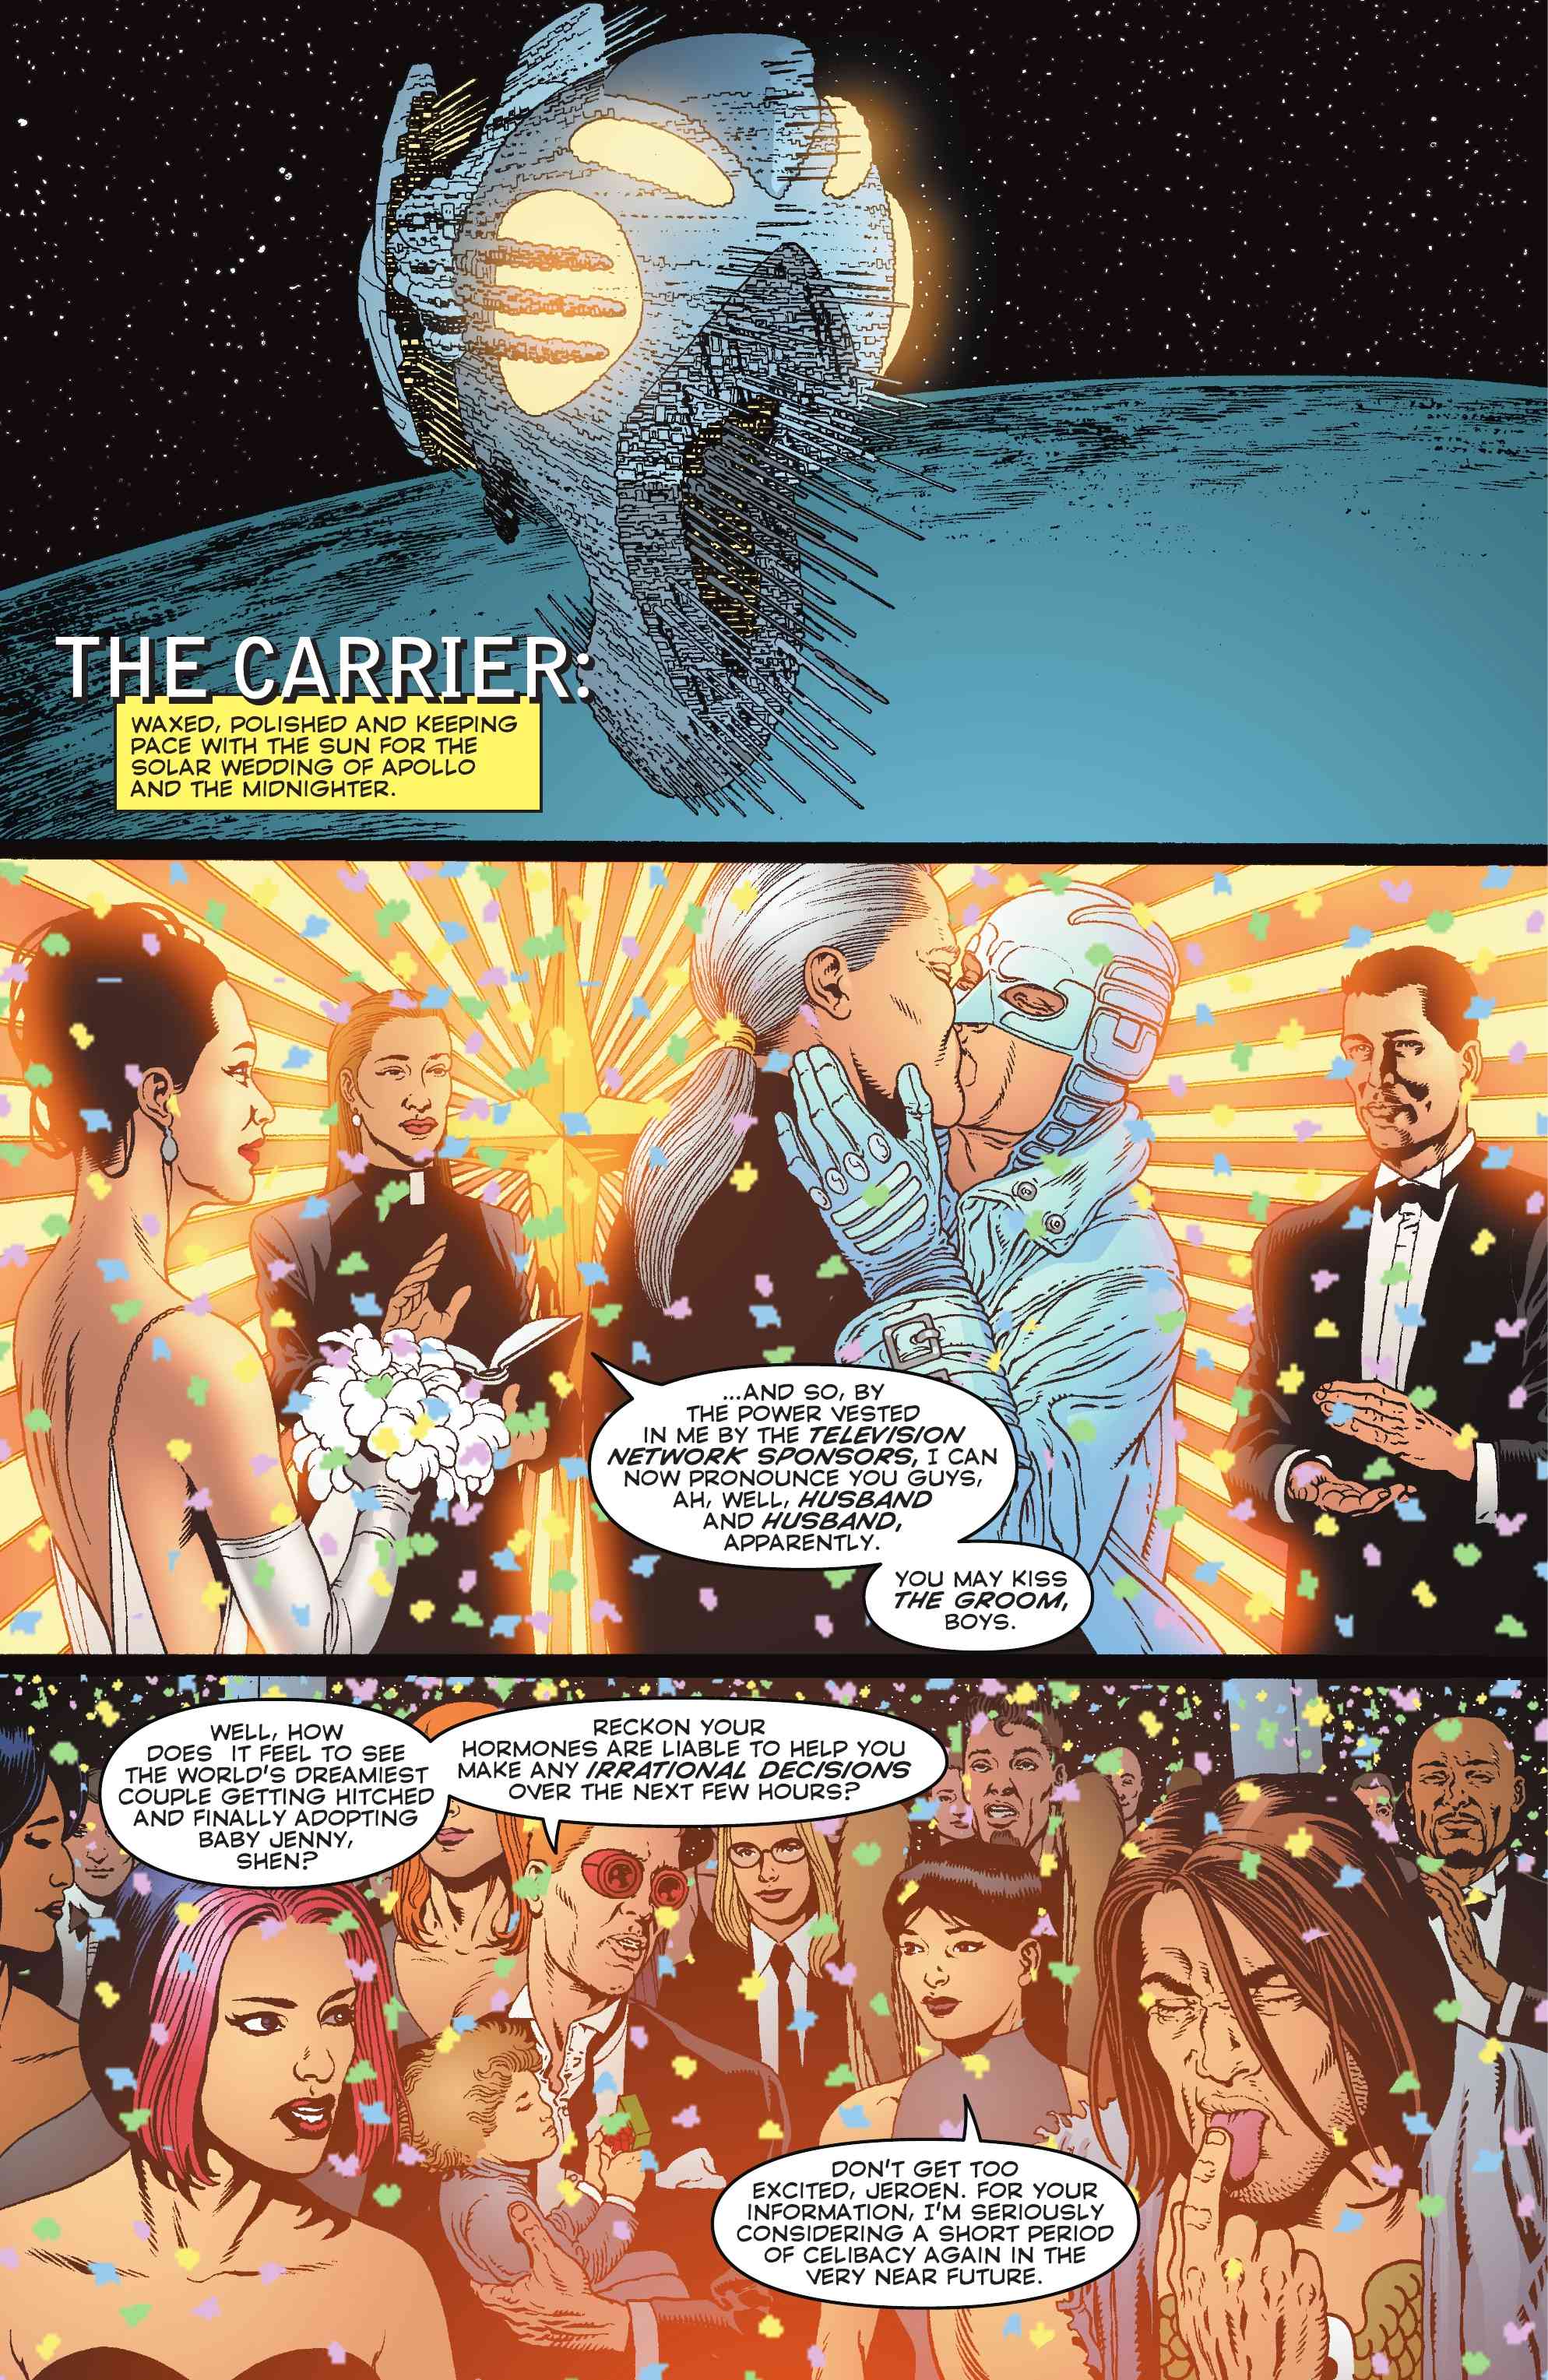 THE CARRIER:
WAXED, POLISHED AND KEEPING
PACE WITH THE SUN FOR THE
SOLAR WEDDING OF APOLLO
AND THE MIDNIGHTER.
...AND SO, BY
THE POWER VESTED
IN ME BY THE TELEVISION
NETWORK SPONSORS, I CAN
NOW PRONOUNCE YOU GUYS,
AH, WELL, HUSBAND
AND HUSBAND,
APPARENTLY.
YOU MAY KISS
THE GROOM,
BOYS.
WELL, HOW
DOES IT FEEL TO SEE
THE WORLD'S DREAMIEST
COUPLE GETTING HITCHED
AND FINALLY ADOPTING
BABY JENNY,
SHEN?
RECKON YOUR
HORMONES ARE LIABLE TO HELP YOU
MAKE ANY IRRATIONAL DECISIONS
OVER THE NEXT FEW HOURS?
DON'T GET TOO
EXCITED, JEROEN. FOR YOUR
INFORMATION, I'M SERIOUSLY
CONSIDERING A SHORT PERIOD
OF CELIBACY AGAIN IN THE
VERY NEAR FUTURE.